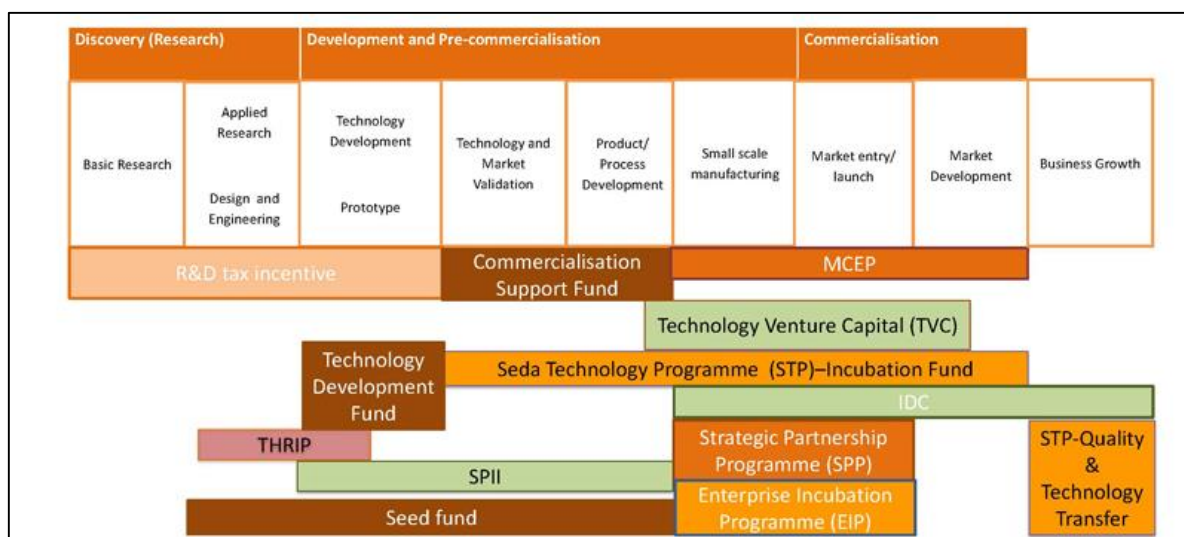 Discovery (Research)
Development and Pre-commercialisation
Commercialisation
Basic Research
Applied
Research
Design and
Engineering
Technology
Development
Prototype
Technology and
Market
Validation
Product/
Process
Development
Small scale
manufacturing
Market entry/
launch
Market
Development
Business Growth
R&D tax incentive
Commercialisation
Support Fund
MCEP
Technology Venture Capital (TVC)
Technology
Development
Fund
Seda Technology Programme (STP)–Incubation Fund
IDC
THRIP
Strategic Partnership
Programme (SPP)
STP-Quality
&
Technology
Transfer
SPII
Enterprise Incubation
Programme (EIP)
Seed fund